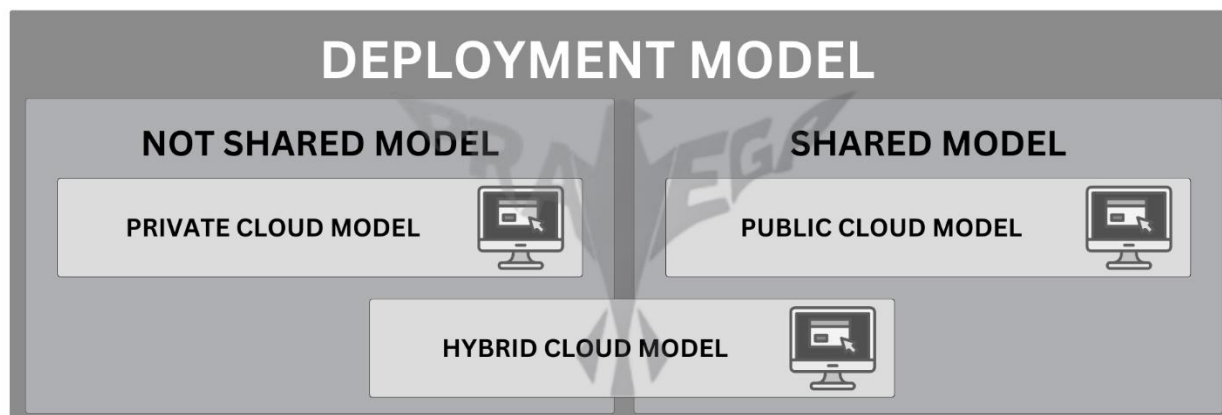 DEPLOYMENT MODEL
NOT SHARED MODEL
SHARED MODEL
PRIVATE CLOUD MODEL
PUBLIC CLOUD MODEL
HYBRID CLOUD MODEL